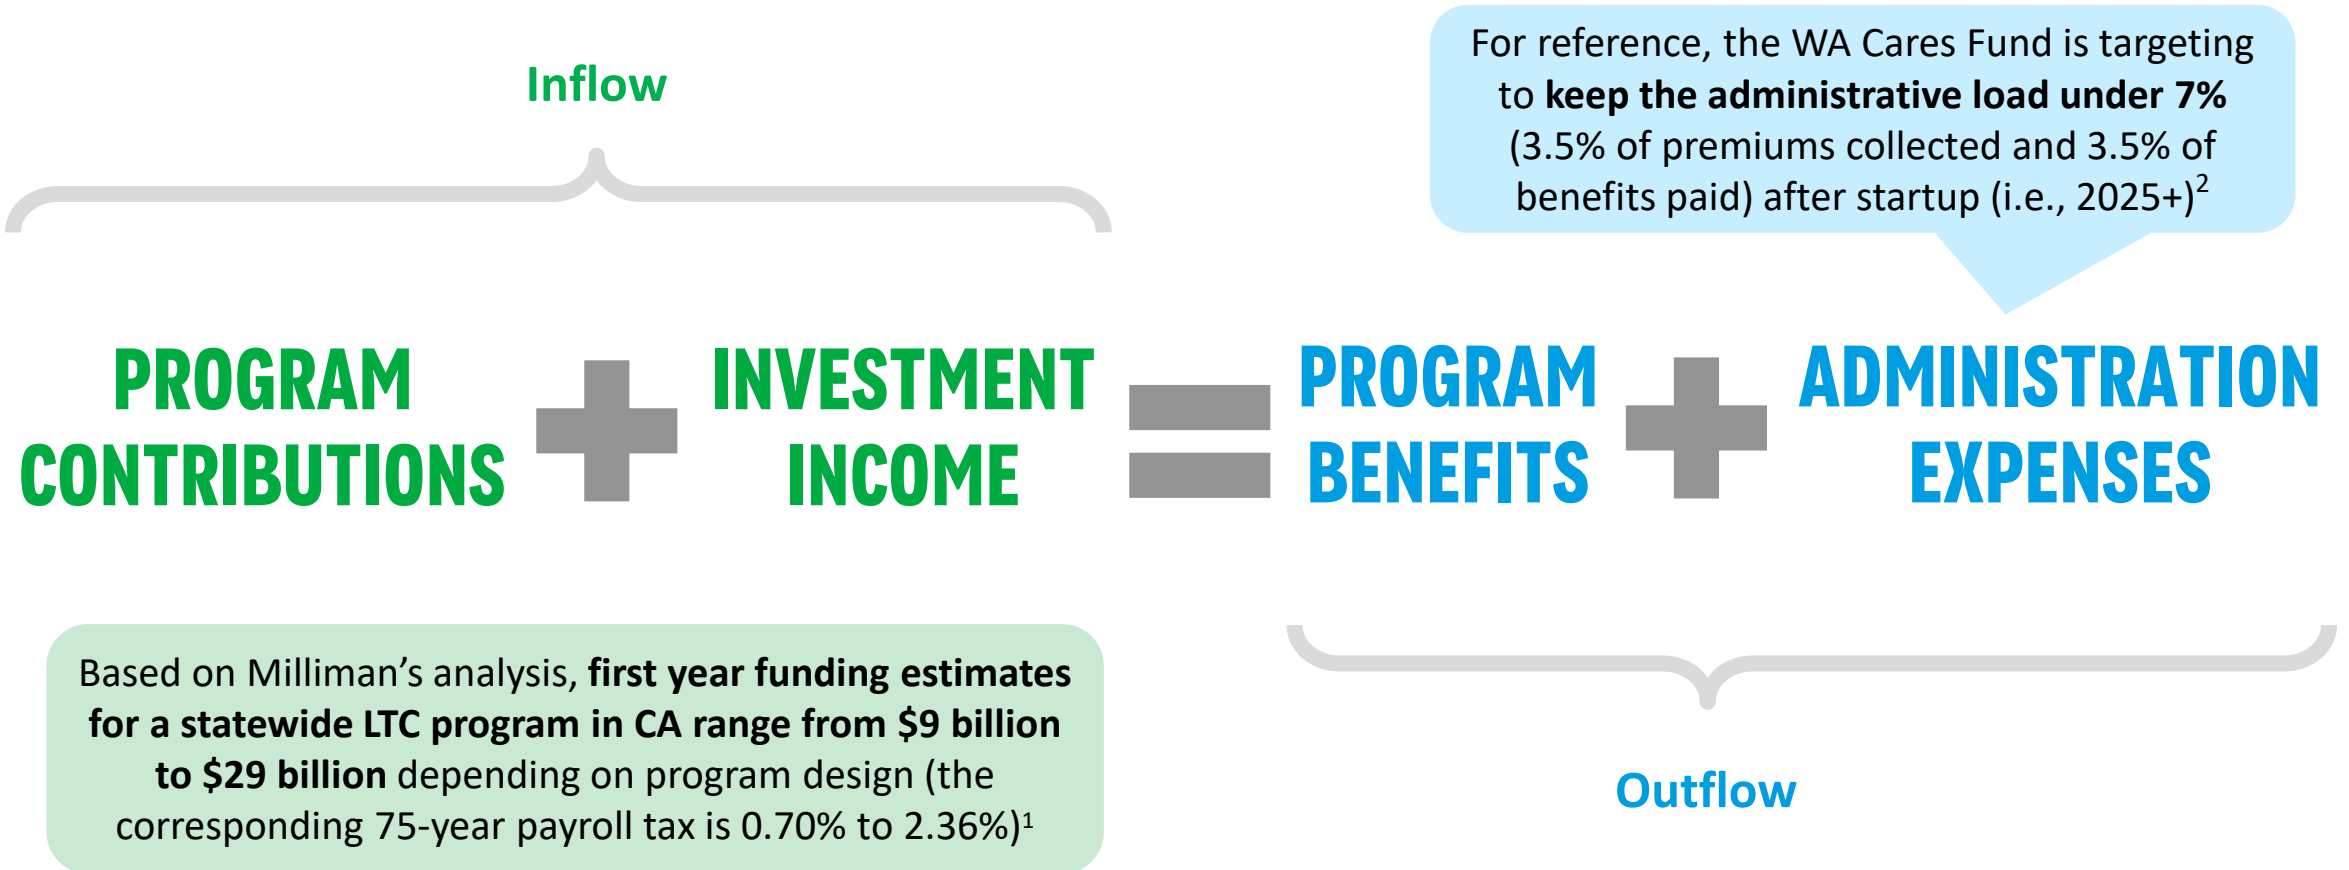 Inflow
For reference, the WA Cares Fund is targeting
to keep the administrative load under 7%
(3.5% of premiums collected and 3.5% of
benefits paid) after startup (i.e., 2025+)²
PROGRAM
CONTRIBUTIONS
+
INVESTMENT
INCOME
=
PROGRAM
BENEFITS
+
ADMINISTRATION
EXPENSES
Based on Milliman’s analysis, first year funding estimates
for a statewide LTC program in CA range from $9 billion
to $29 billion depending on program design (the
corresponding 75-year payroll tax is 0.70% to 2.36%)¹
Outflow